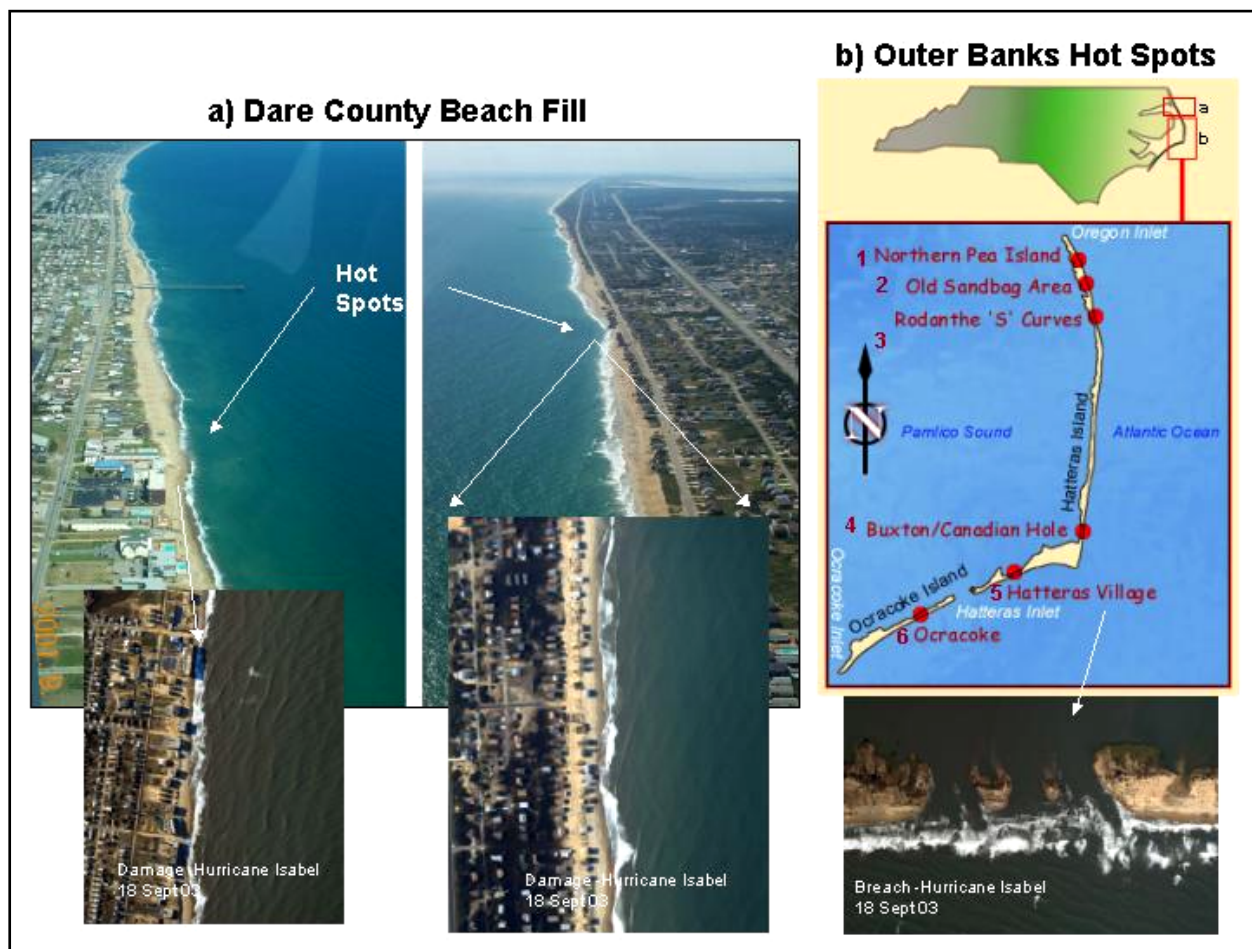 a) Dare County Beach Fill
Hot
Spots
Damage-Hurricane Isabel
18 Sept 03
Damage-Hurricane Isabel
18 Sept 03
b) Outer Banks Hot Spots
a
b
Oregon Inlet
1 Northern Pea Island
2 Old Sandbag Area
Rodanthe 'S' Curves
3
N
Pamlico Sound
Hatteras Island
Atlantic Ocean
4 Buxton/Canadian Hole
Ocracoke Inlet
Ocracoke Island
5 Hatteras Village
Hatteras Inlet
6 Ocracoke
Breach-Hurricane Isabel
18 Sept 03